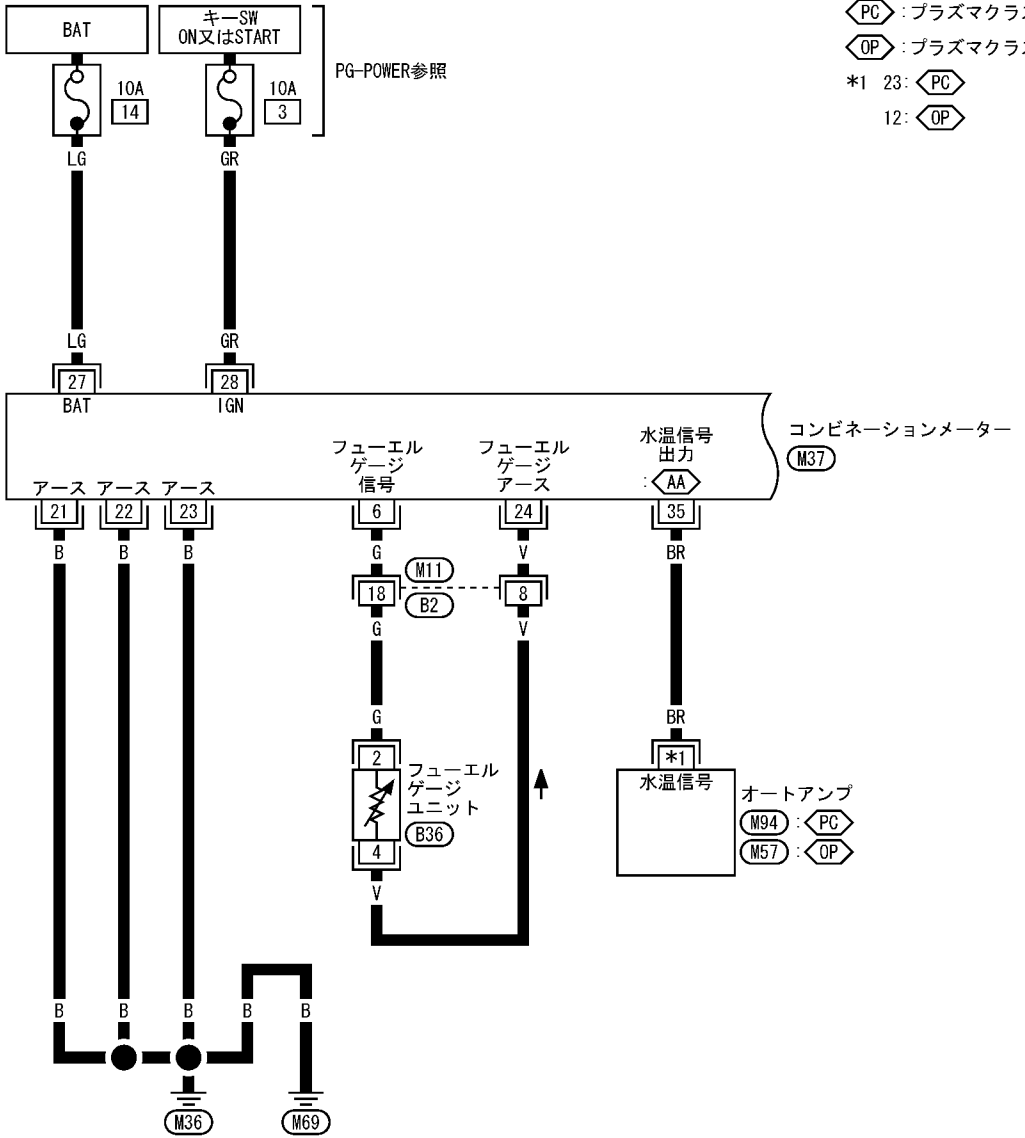 BAT
キーSW
ON又はSTART
10A
14
10A
3
PG-POWER参照
PC :プラズマクラ
OP :プラズマクラ
*1 23: PC
12: OP
LG
GR
LG
GR
27
28
BAT
IGN
フューエル
ゲージ
信号
フューエル
ゲージ
アース
水温信号
出力
: AA
コンビネーションメーター
M37
アース アース アース
21
22
23
6
24
35
B
B
B
G
V
BR
M11
18
8
B2
G
V
G
BR
2
*1
フューエル
ゲージ
ユニット
B36
水温信号
オートアンプ
M94 : PC
M57 : OP
4
V
B
B
B
B
B
M36
M69